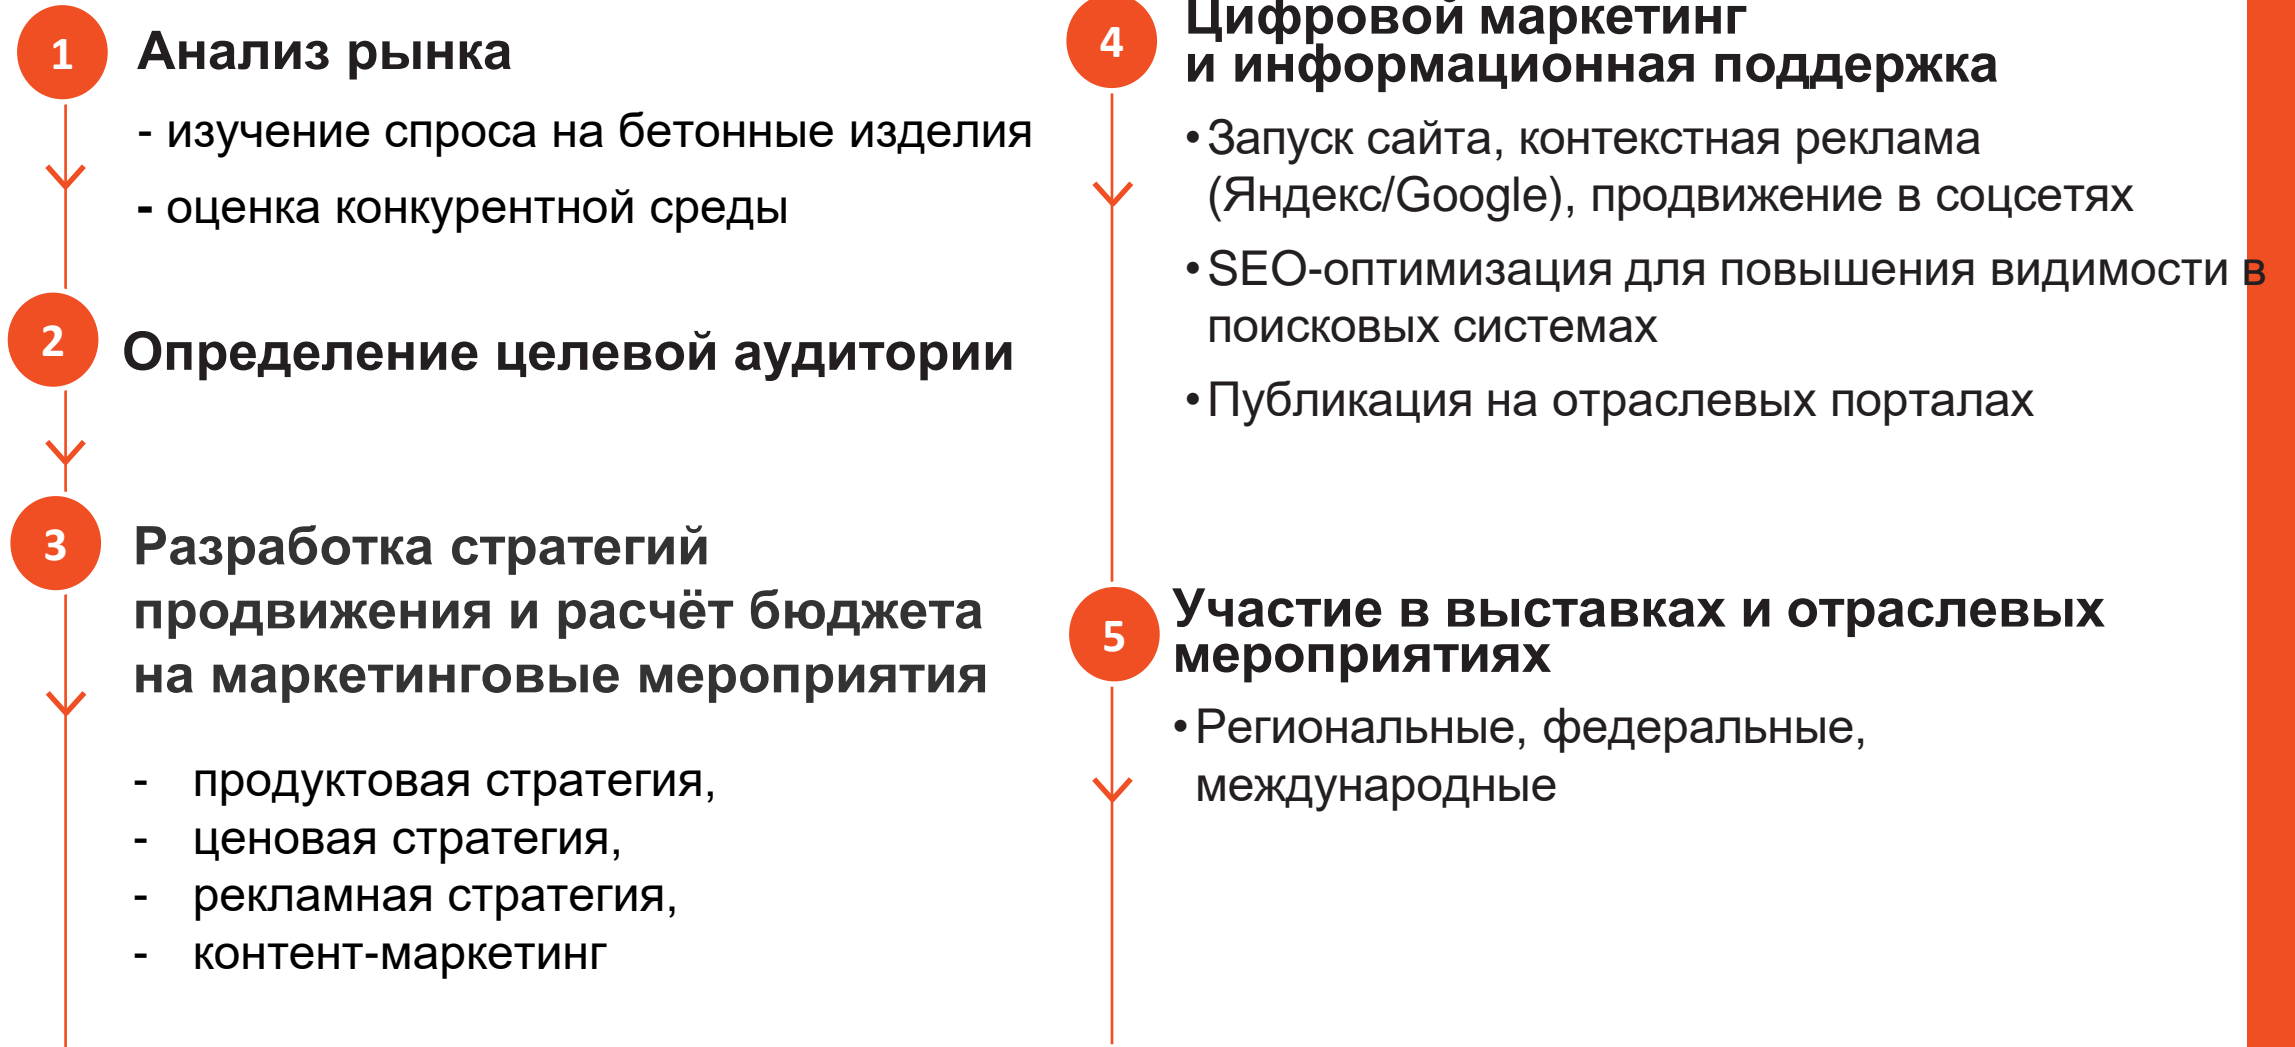 1
Анализ рынка
- изучение спроса на бетонные изделия
- оценка конкурентной среды
2
Определение целевой аудитории
3
Разработка стратегий
продвижения и расчёт бюджета
на маркетинговые мероприятия
- продуктовая стратегия,
- ценовая стратегия,
- рекламная стратегия,
- контент-маркетинг
4
Цифровой маркетинг
и информационная поддержка
• Запуск сайта, контекстная реклама
(Яндекс/Google), продвижение в соцсетях
• SEO-оптимизация для повышения видимости в
поисковых системах
• Публикация на отраслевых порталах
5
Участие в выставках и отраслевых
мероприятиях
• Региональные, федеральные,
международные